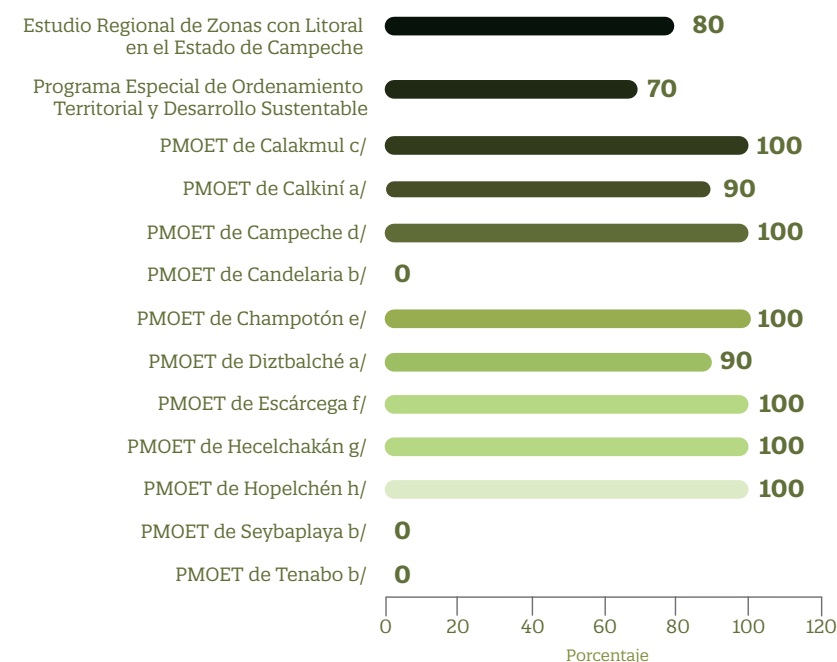 Estudio Regional de Zonas con Litoral
en el Estado de Campeche
80
Programa Especial de Ordenamiento
Territorial y Desarrollo Sustentable
70
PMOET de Calakmul c/
100
PMOET de Calkiní a/
90
PMOET de Campeche d/
100
PMOET de Candelaria b/
0
PMOET de Champotón e/
100
PMOET de Diztbalché a/
90
PMOET de Escárcega f/
100
PMOET de Hecelchakán g/
100
PMOET de Hopelchén h/
100
PMOET de Seybaplaya b/
0
PMOET de Tenabo b/
0
0 20 40 60 80 100 120
Porcentaje